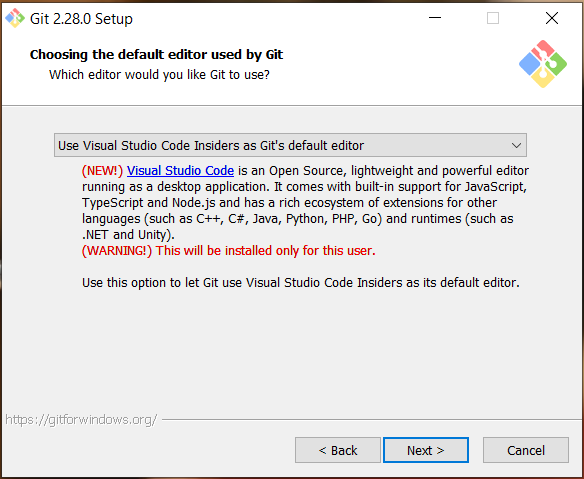 Git 2.28.0 Setup
Choosing the default editor used by Git
Which editor would you like Git to use?
Use Visual Studio Code Insiders as Git's default editor
(NEW!) Visual Studio Code is an Open Source, lightweight and powerful editor
running as a desktop application. It comes with built-in support for JavaScript,
TypeScript and Node.js and has a rich ecosystem of extensions for other
languages (such as C++, C#, Java, Python, PHP, Go) and runtimes (such as
.NET and Unity).
(WARNING!) This will be installed only for this user.
Use this option to let Git use Visual Studio Code Insiders as its default editor.
https://gitforwindows.org/
< Back Next > Cancel